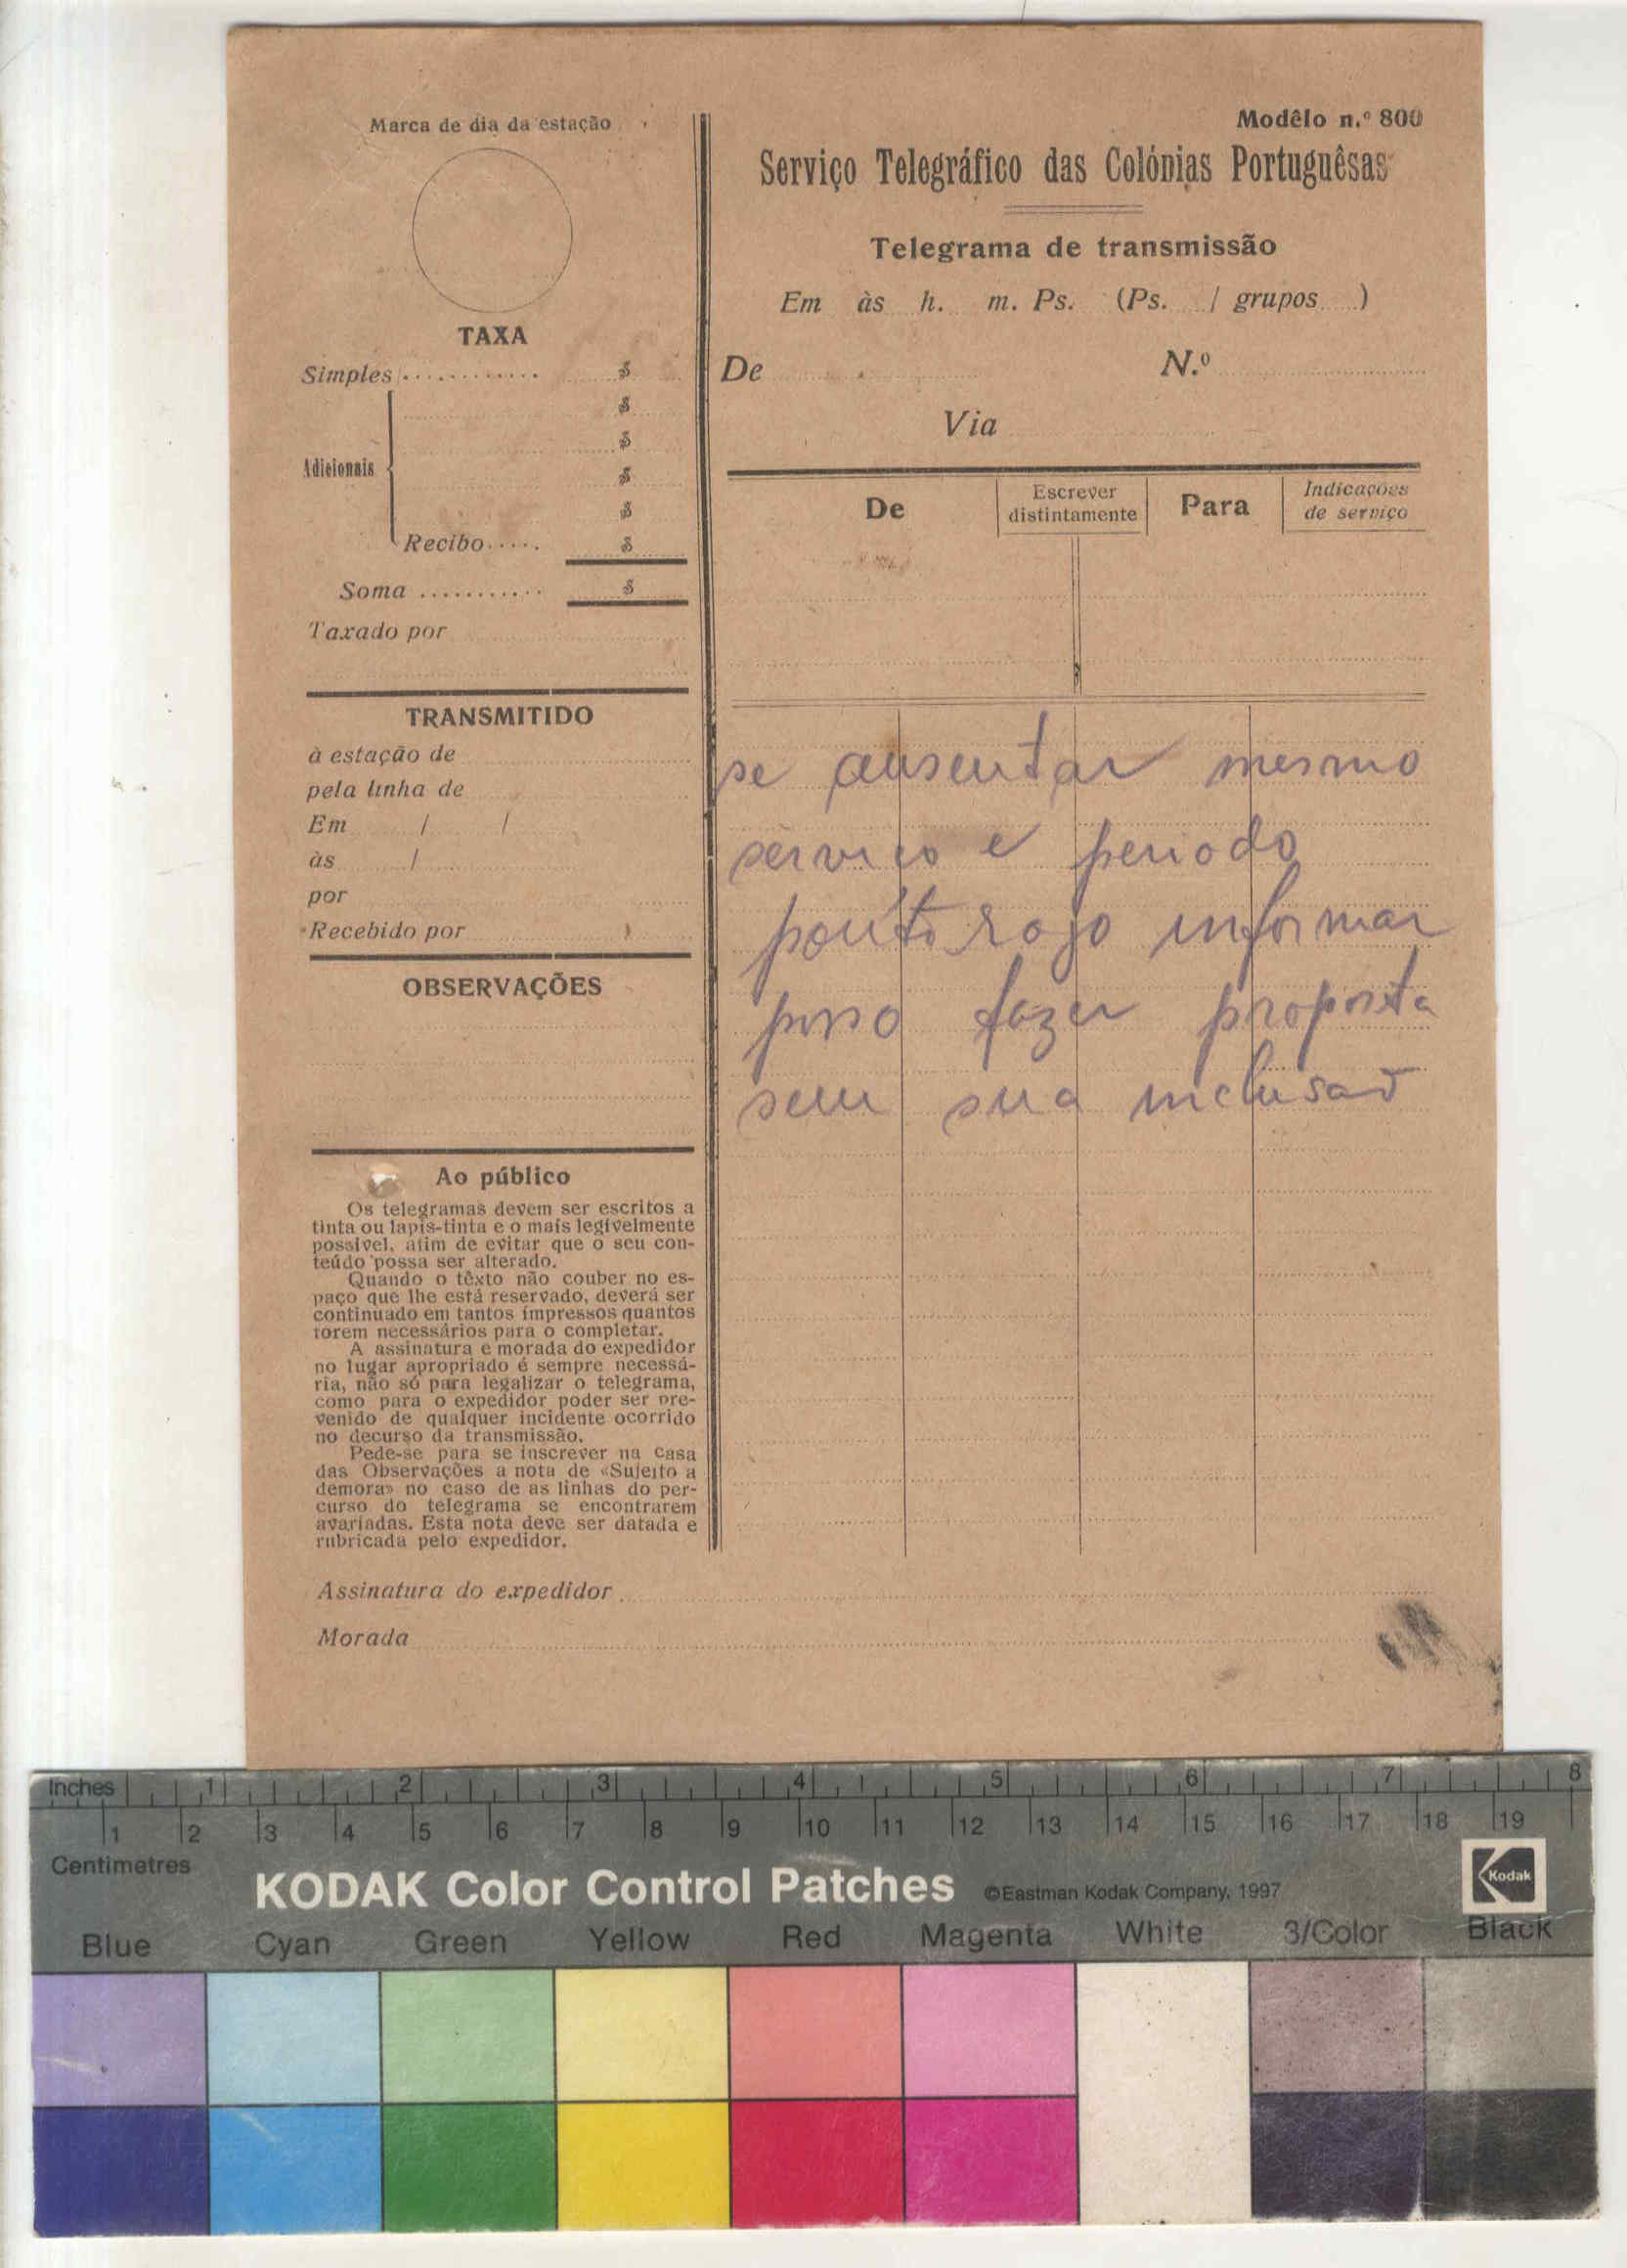 Marca de dia da estação
TAXA
Simples ............ $
$
$
Adicionais $
$
Recibo..... $
Soma ........... $
Taxado por
TRANSMITIDO
à estação de
pela linha de
Em / /
às /
por
Recebido por
OBSERVAÇÕES
Ao público
Os telegramas devem ser escritos a
tinta ou lapis-tinta e o mais legivelmente
possivel, afim de evitar que o seu con-
teúdo possa ser alterado.
Quando o têxto não couber no es-
paço que lhe está reservado, deverá ser
continuado em tantos impressos quantos
forem necessários para o completar.
A assinatura e morada do expedidor
no lugar apropriado é sempre necessá-
ria, não só para legalizar o telegrama,
como para o expedidor poder ser pre-
venido de qualquer incidente ocorrido
no decurso da transmissão.
Pede-se para se inscrever na casa
das Observações a nota de «Sujeito a
demora» no caso de as linhas do per-
curso do telegrama se encontrarem
avariadas. Esta nota deve ser datada e
rubricada pelo expedidor.
Modêlo n.º 800
Serviço Telegráfico das Colónias Portuguêsas
Telegrama de transmissão
Em às h. m. Ps. (Ps. / grupos )
De N.º
Via
De Escrever distintamente Para Indicações de serviço
se ausentar mesmo
serviço e periodo
ponto rogo informar
posso fazer proposta
sem sua inclusão
Assinatura do expedidor
Morada
Inches 1 2 3 4 5 6 7 8
1 2 3 4 5 6 7 8 9 10 11 12 13 14 15 16 17 18 19
Centimetres
KODAK Color Control Patches ©Eastman Kodak Company, 1997 Kodak
Blue Cyan Green Yellow Red Magenta White 3/Color Black